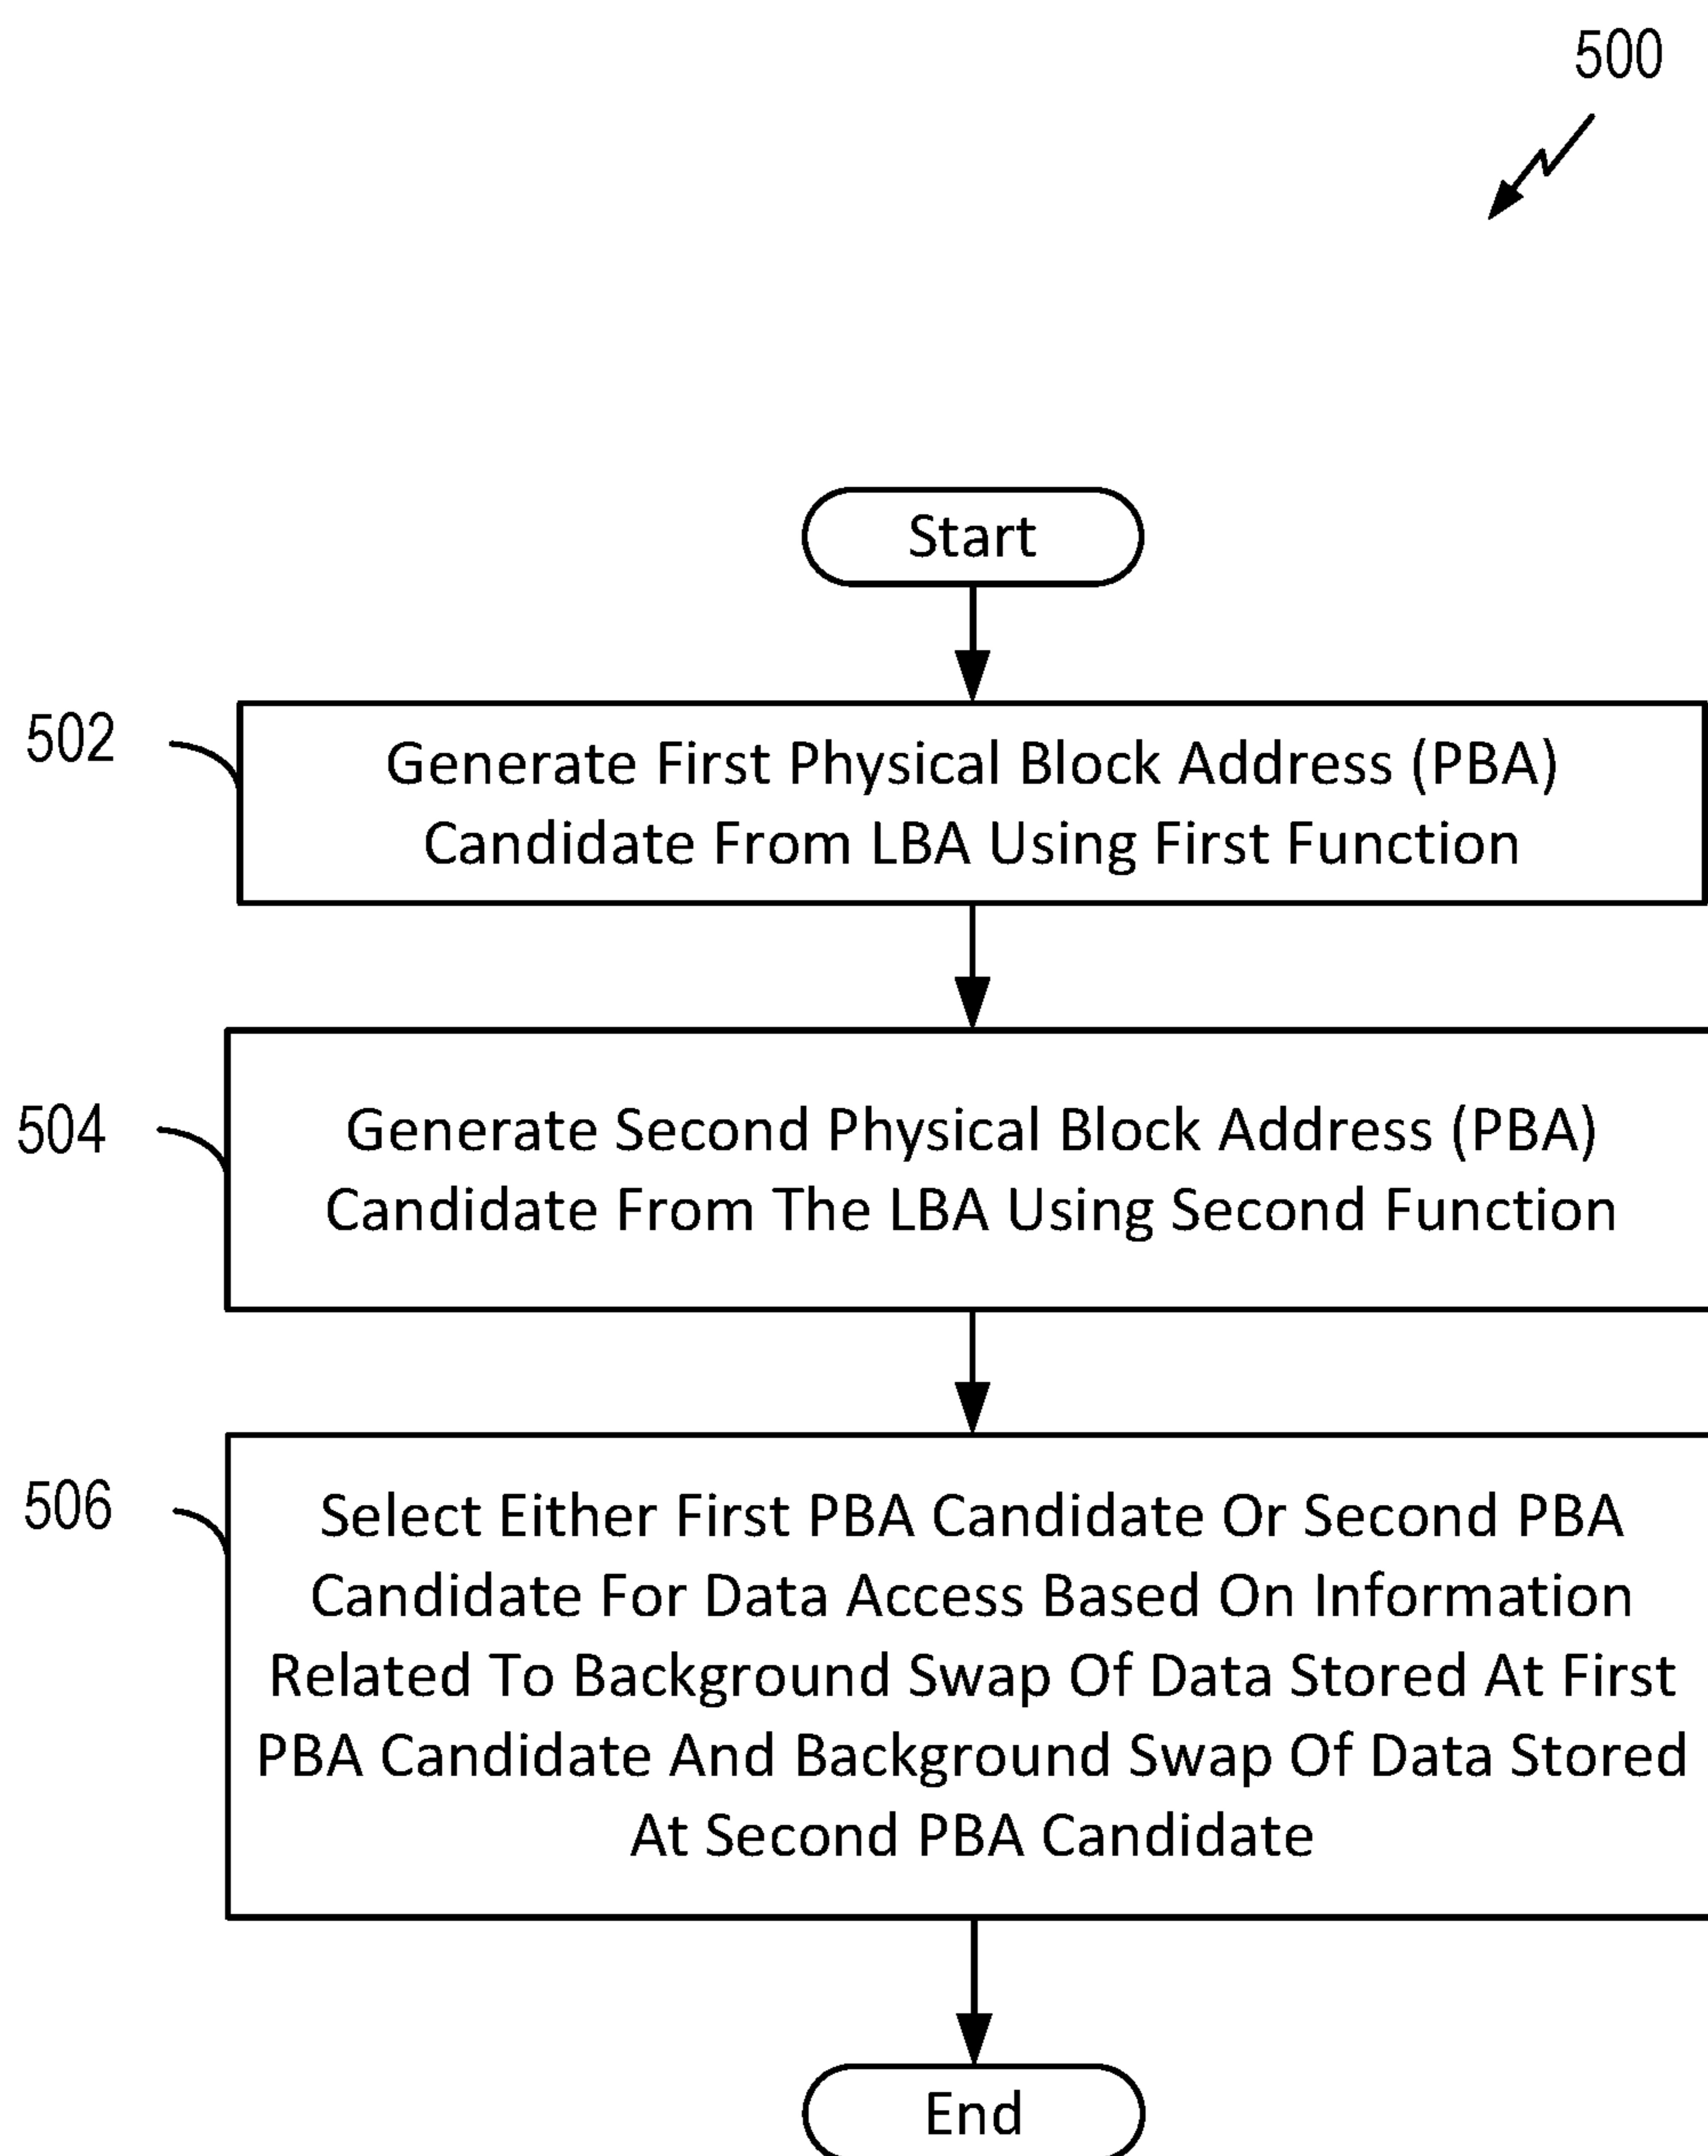 500
Start
502
Generate First Physical Block Address (PBA)
Candidate From LBA Using First Function
504
Generate Second Physical Block Address (PBA)
Candidate From The LBA Using Second Function
506
Select Either First PBA Candidate Or Second PBA
Candidate For Data Access Based On Information
Related To Background Swap Of Data Stored At First
PBA Candidate And Background Swap Of Data Stored
At Second PBA Candidate
End